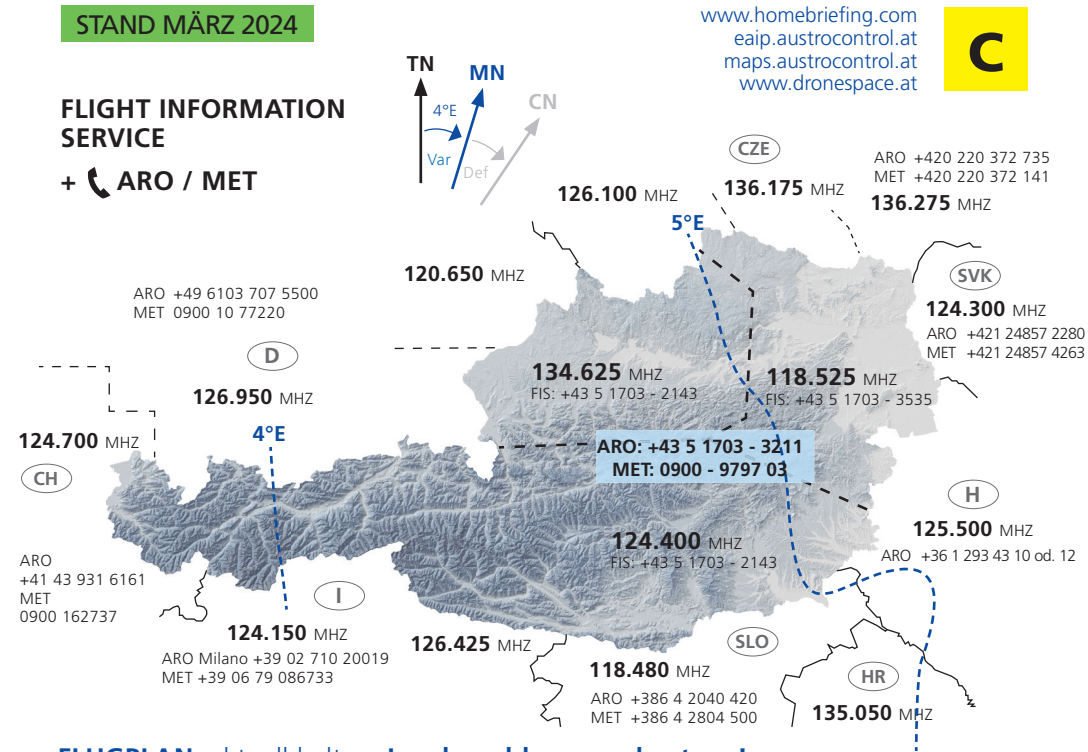 STAND MÄRZ 2024
www.homebriefing.com
eaip.austrocontrol.at
maps.austrocontrol.at
www.dronespace.at
C
FLIGHT INFORMATION
SERVICE
+ ARO / MET
TN
MN
CN
4°E
Var
Def
CZE
126.100 MHZ
136.175 MHZ
ARO +420 220 372 735
MET +420 220 372 141
136.275 MHZ
5°E
120.650 MHZ
SVK
124.300 MHZ
ARO +421 24857 2280
MET +421 24857 4263
ARO +49 6103 707 5500
MET 0900 10 77220
D
126.950 MHZ
134.625 MHZ
FIS: +43 5 1703 - 2143
118.525 MHZ
FIS: +43 5 1703 - 3535
124.700 MHZ
CH
4°E
ARO: +43 5 1703 - 3211
MET: 0900 - 9797 03
H
125.500 MHZ
ARO +36 1 293 43 10 od. 12
124.400 MHZ
FIS: +43 5 1703 - 2143
ARO
+41 43 931 6161
MET
0900 162737
I
124.150 MHZ
ARO Milano +39 02 710 20019
MET +39 06 79 086733
126.425 MHZ
SLO
118.480 MHZ
ARO +386 4 2040 420
MET +386 4 2804 500
HR
135.050 MHZ